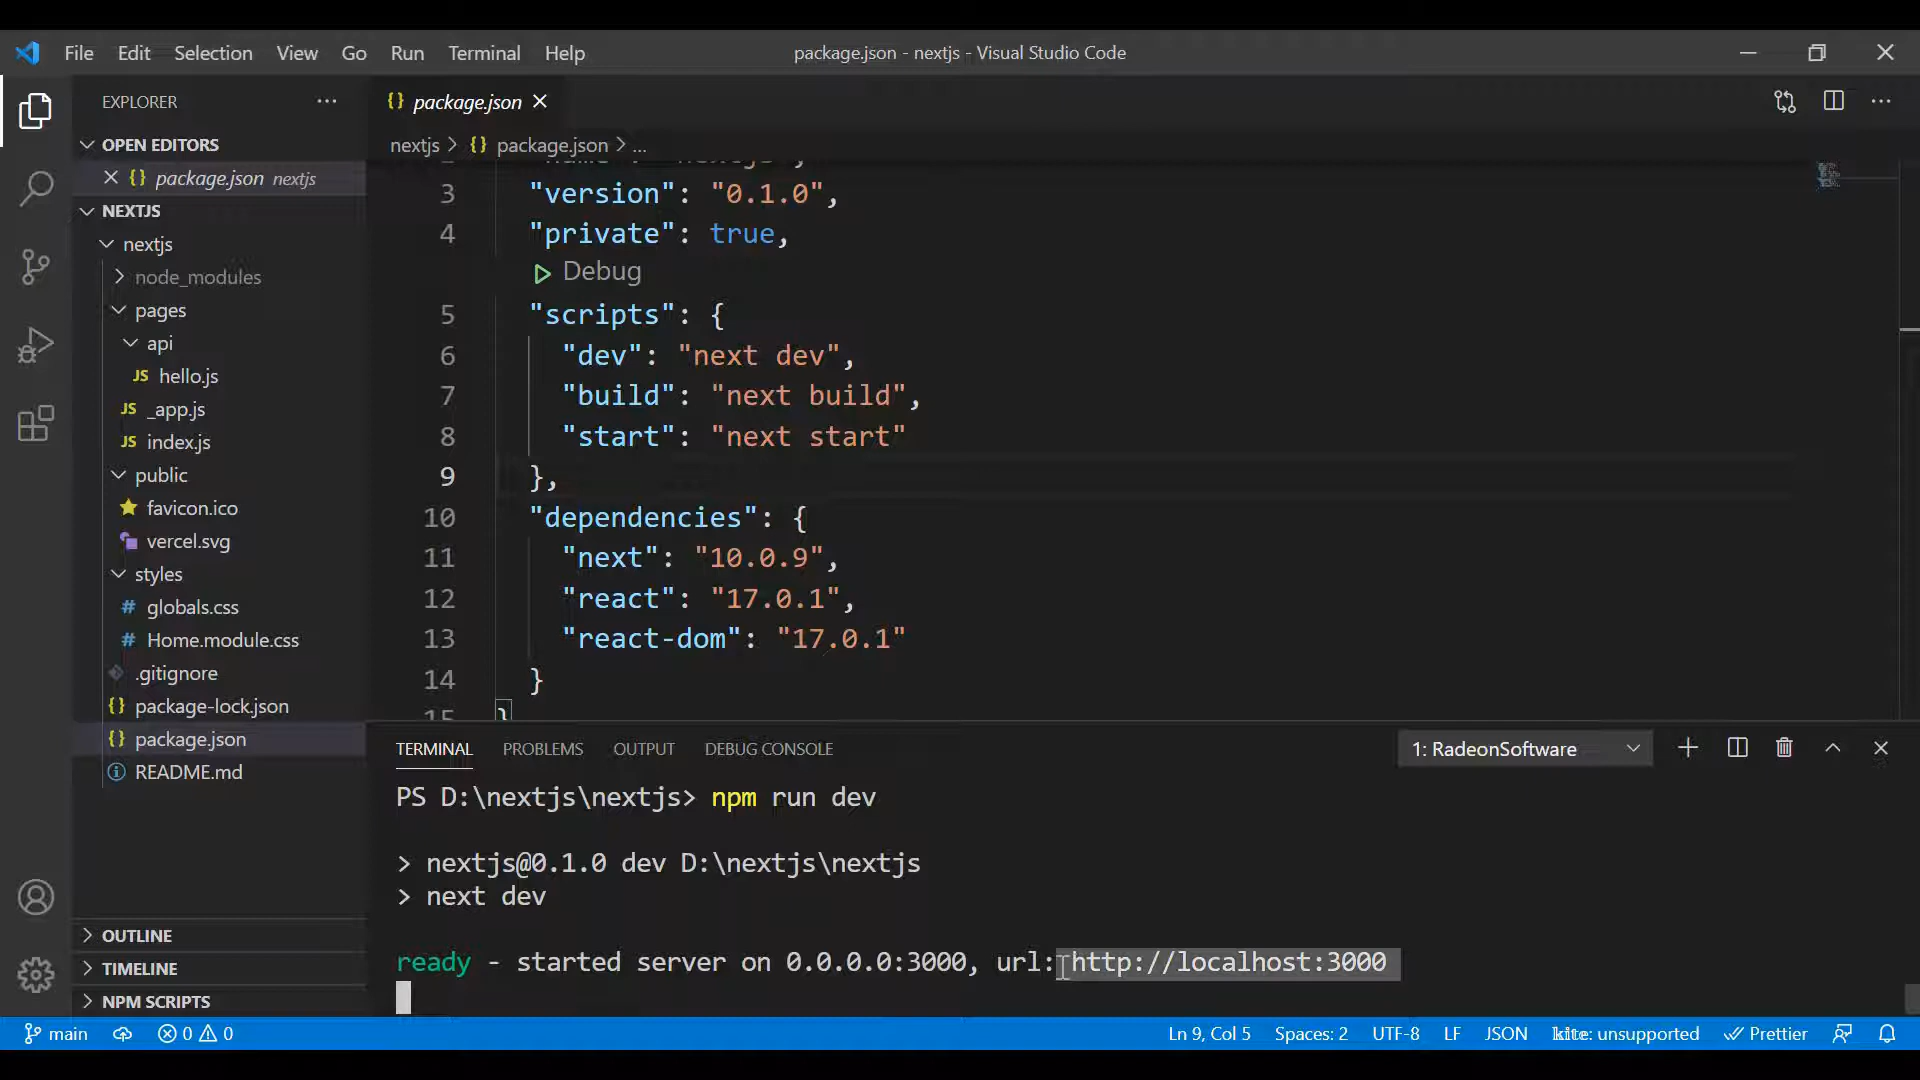 File Edit Selection View Go Run Terminal Help
package.json - nextjs - Visual Studio Code
EXPLORER
OPEN EDITORS
package.json nextjs
NEXTJS
nextjs
node_modules
pages
api
JS hello.js
JS _app.js
JS index.js
public
favicon.ico
vercel.svg
styles
# globals.css
# Home.module.css
.gitignore
{} package-lock.json
{} package.json
README.md
OUTLINE
TIMELINE
NPM SCRIPTS
{} package.json
nextjs > {} package.json > ...
3 "version": "0.1.0",
4 "private": true,
Debug
5 "scripts": {
6 "dev": "next dev",
7 "build": "next build",
8 "start": "next start"
9 },
10 "dependencies": {
11 "next": "10.0.9",
12 "react": "17.0.1",
13 "react-dom": "17.0.1"
14 }
15 }
TERMINAL PROBLEMS OUTPUT DEBUG CONSOLE
1: RadeonSoftware
PS D:\nextjs\nextjs> npm run dev
> nextjs@0.1.0 dev D:\nextjs\nextjs
> next dev
ready - started server on 0.0.0.0:3000, url: http://localhost:3000
main 0 0
Ln 9, Col 5 Spaces: 2 UTF-8 LF JSON kite: unsupported Prettier